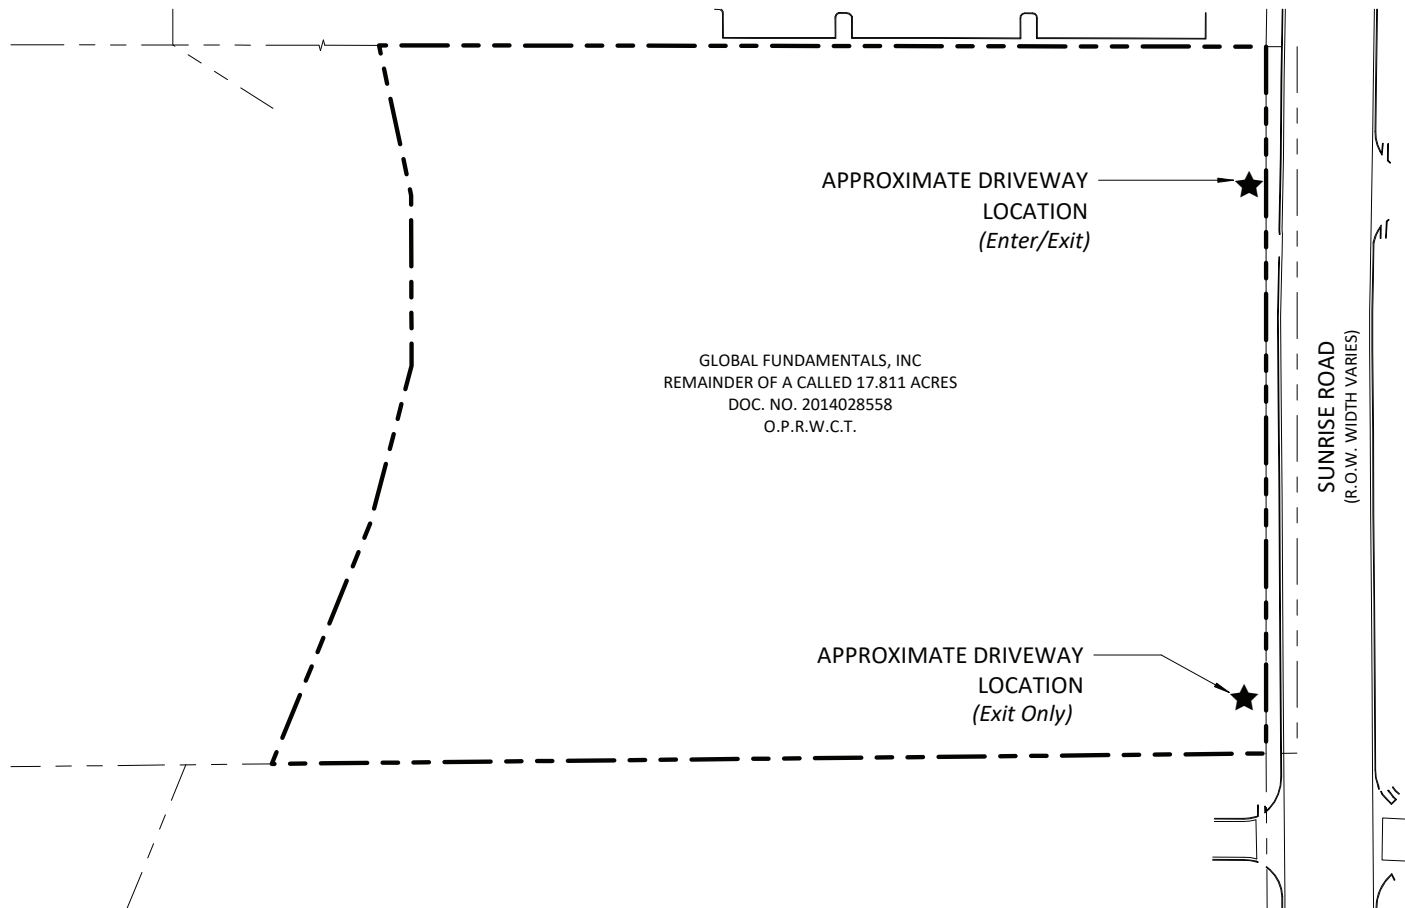 APPROXIMATE DRIVEWAY
LOCATION
(Enter/Exit)
GLOBAL FUNDAMENTALS, INC
REMAINDER OF A CALLED 17.811 ACRES
DOC. NO. 2014028558
O.P.R.W.C.T.
SUNRISE ROAD
(R.O.W. WIDTH VARIES)
APPROXIMATE DRIVEWAY
LOCATION
(Exit Only)